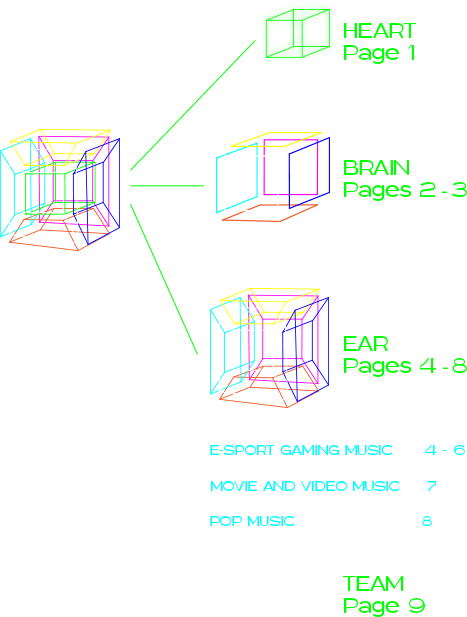 HEART
Page 1
BRAIN
Pages 2 - 3
EAR
Pages 4 - 8
E-SPORT GAMING MUSIC 4 - 6
MOVIE AND VIDEO MUSIC 7
POP MUSIC 8
TEAM
Page 9